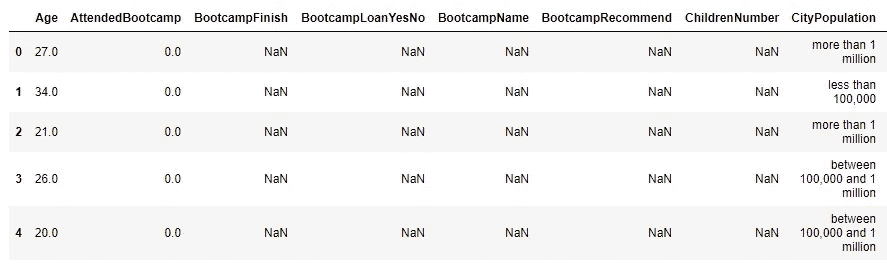 Age AttendedBootcamp BootcampFinish BootcampLoanYesNo BootcampName BootcampRecommend ChildrenNumber CityPopulation
0 27.0 0.0 NaN NaN NaN NaN NaN more than 1
million
1 34.0 0.0 NaN NaN NaN NaN NaN less than
100,000
2 21.0 0.0 NaN NaN NaN NaN NaN more than 1
million
between
3 26.0 0.0 NaN NaN NaN NaN NaN 100,000 and 1
million
between
4 20.0 0.0 NaN NaN NaN NaN NaN 100,000 and 1
million